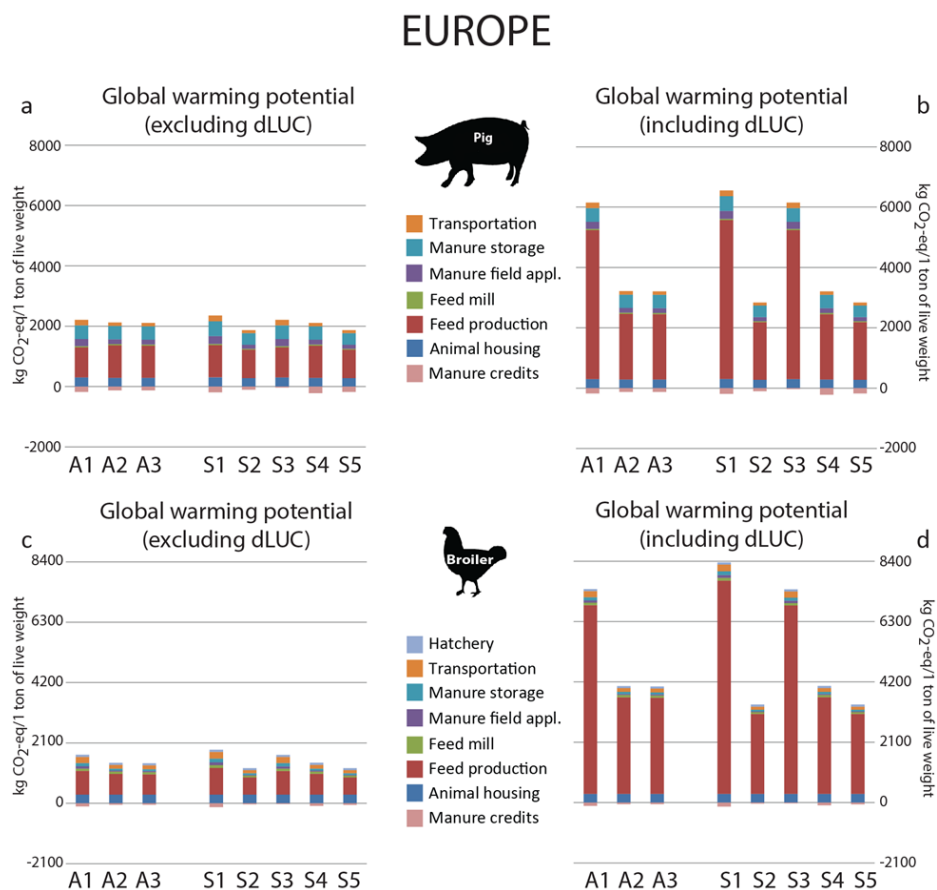 EUROPE
a
Global warming potential
(excluding dLUC)
kg CO2-eq/1 ton of live weight
8000
6000
4000
2000
0
-2000
A1 A2 A3 S1 S2 S3 S4 S5
Pig
Transportation
Manure storage
Manure field appl.
Feed mill
Feed production
Animal housing
Manure credits
b
Global warming potential
(including dLUC)
8000
6000
4000
2000
0
-2000
kg CO2-eq/1 ton of live weight
A1 A2 A3 S1 S2 S3 S4 S5
c
Global warming potential
(excluding dLUC)
kg CO2-eq/1 ton of live weight
8400
6300
4200
2100
0
-2100
A1 A2 A3 S1 S2 S3 S4 S5
Broiler
Hatchery
Transportation
Manure storage
Manure field appl.
Feed mill
Feed production
Animal housing
Manure credits
d
Global warming potential
(including dLUC)
8400
6300
4200
2100
0
-2100
kg CO2-eq/1 ton of live weight
A1 A2 A3 S1 S2 S3 S4 S5